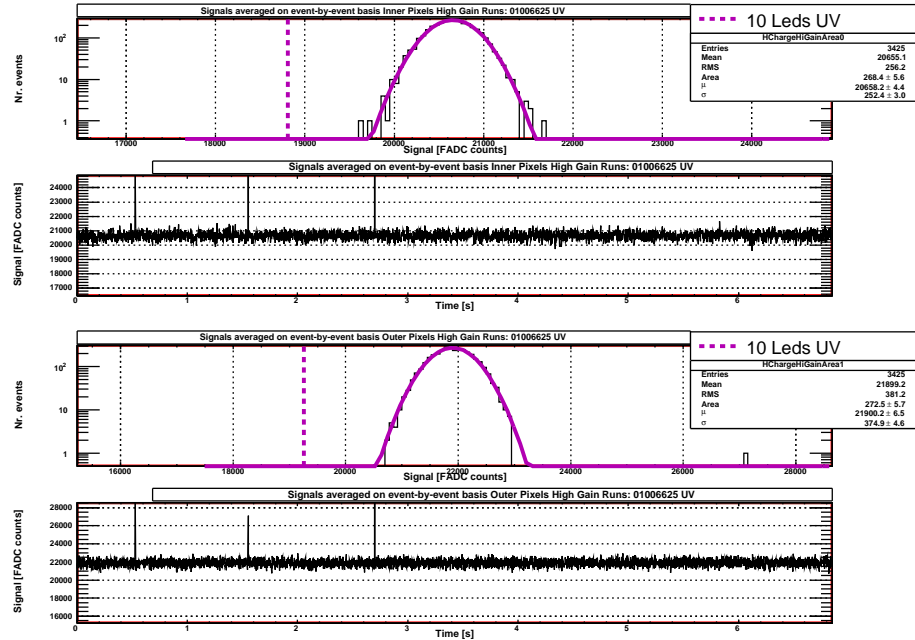 Signals averaged on event-by-event basis Inner Pixels High Gain Runs: 01006625 UV
10 Leds UV
HChargeHiGainArea0
Entries 3425
Mean 20655.1
RMS 256.2
Area 268.4 ± 5.6
μ 20658.2 ± 4.4
σ 252.4 ± 3.0
Nr. events
10²
10
1
17000 18000 19000 20000 21000 22000 23000 24000
Signal [FADC counts]
Signals averaged on event-by-event basis Inner Pixels High Gain Runs: 01006625 UV
Signal [FADC counts]
24000
23000
22000
21000
20000
19000
18000
17000
0 1 2 3 4 5 6
Time [s]
Signals averaged on event-by-event basis Outer Pixels High Gain Runs: 01006625 UV
10 Leds UV
HChargeHiGainArea1
Entries 3425
Mean 21899.2
RMS 381.2
Area 272.5 ± 5.7
μ 21900.2 ± 6.5
σ 374.9 ± 4.6
Nr. events
10²
10
1
16000 18000 20000 22000 24000 26000 28000
Signal [FADC counts]
Signals averaged on event-by-event basis Outer Pixels High Gain Runs: 01006625 UV
Signal [FADC counts]
28000
26000
24000
22000
20000
18000
16000
0 1 2 3 4 5 6
Time [s]